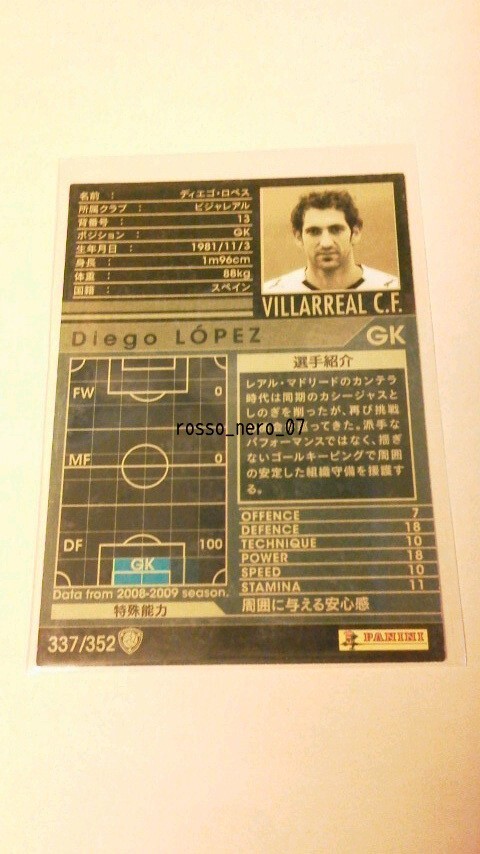 名前 : ディエゴ・ロペス
所属クラブ : ビジャレアル
背番号 : 13
ポジション : GK
生年月日 : 1981/11/3
身長 : 1m96cm
体重 : 88kg
国籍 : スペイン
VILLARREAL C.F.
Diego LÓPEZ GK
FW 0
MF 0
DF 100
GK
Data from 2008-2009 season.
特殊能力
選手紹介
レアル・マドリードのカンテラ
時代は同期のカシージャスと
しのぎを削ったが、再び挑戦
ってきた。派手な
パフォーマンスではなく、揺ぎ
ないゴールキーピングで周囲
の安定した組織守備を援護す
る。
rosso_nero_07
OFFENCE 7
DEFENCE 18
TECHNIQUE 10
POWER 18
SPEED 10
STAMINA 11
周囲に与える安心感
337/352
PANINI